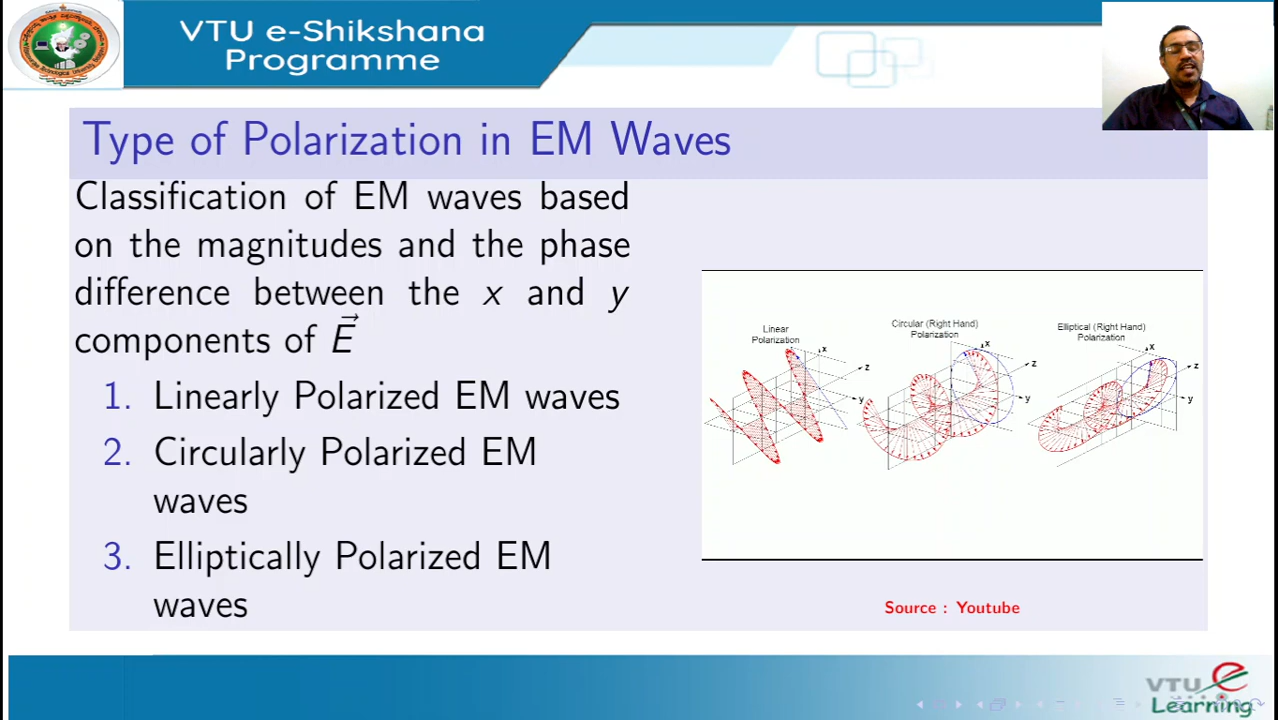 VTU e-Shikshana
Programme
Type of Polarization in EM Waves
Classification of EM waves based
on the magnitudes and the phase
difference between the x and y
components of E⃗
1. Linearly Polarized EM waves
2. Circularly Polarized EM
waves
3. Elliptically Polarized EM
waves
Linear
Polarization
x
z
y
Circular (Right Hand)
Polarization
x
z
y
Elliptical (Right Hand)
Polarization
x
z
y
Source : Youtube
VTU e
Learning